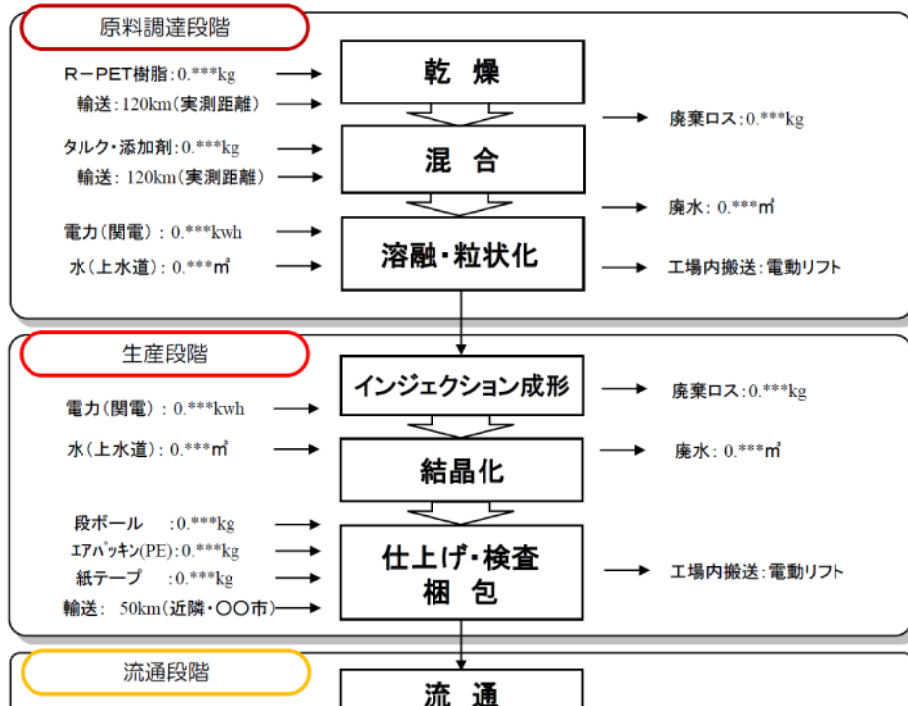 原料調達段階
R－PET樹脂：0.***kg
輸送：120km（実測距離）
乾 燥
廃棄ロス：0.***kg
タルク・添加剤：0.***kg
輸送：120km（実測距離）
混 合
廃水：0.***㎥
電力（関電）：0.***kwh
水（上水道）：0.***㎥
溶融・粒状化
工場内搬送：電動リフト
生産段階
インジェクション成形
廃棄ロス：0.***kg
電力（関電）：0.***kwh
水（上水道）：0.***㎥
結晶化
廃水：0.***㎥
段ボール ：0.***kg
エアパッキン(PE)：0.***kg
紙テープ ：0.***kg
輸送： 50km（近隣・〇〇市）
仕上げ・検査
梱 包
工場内搬送：電動リフト
流通段階
流 通